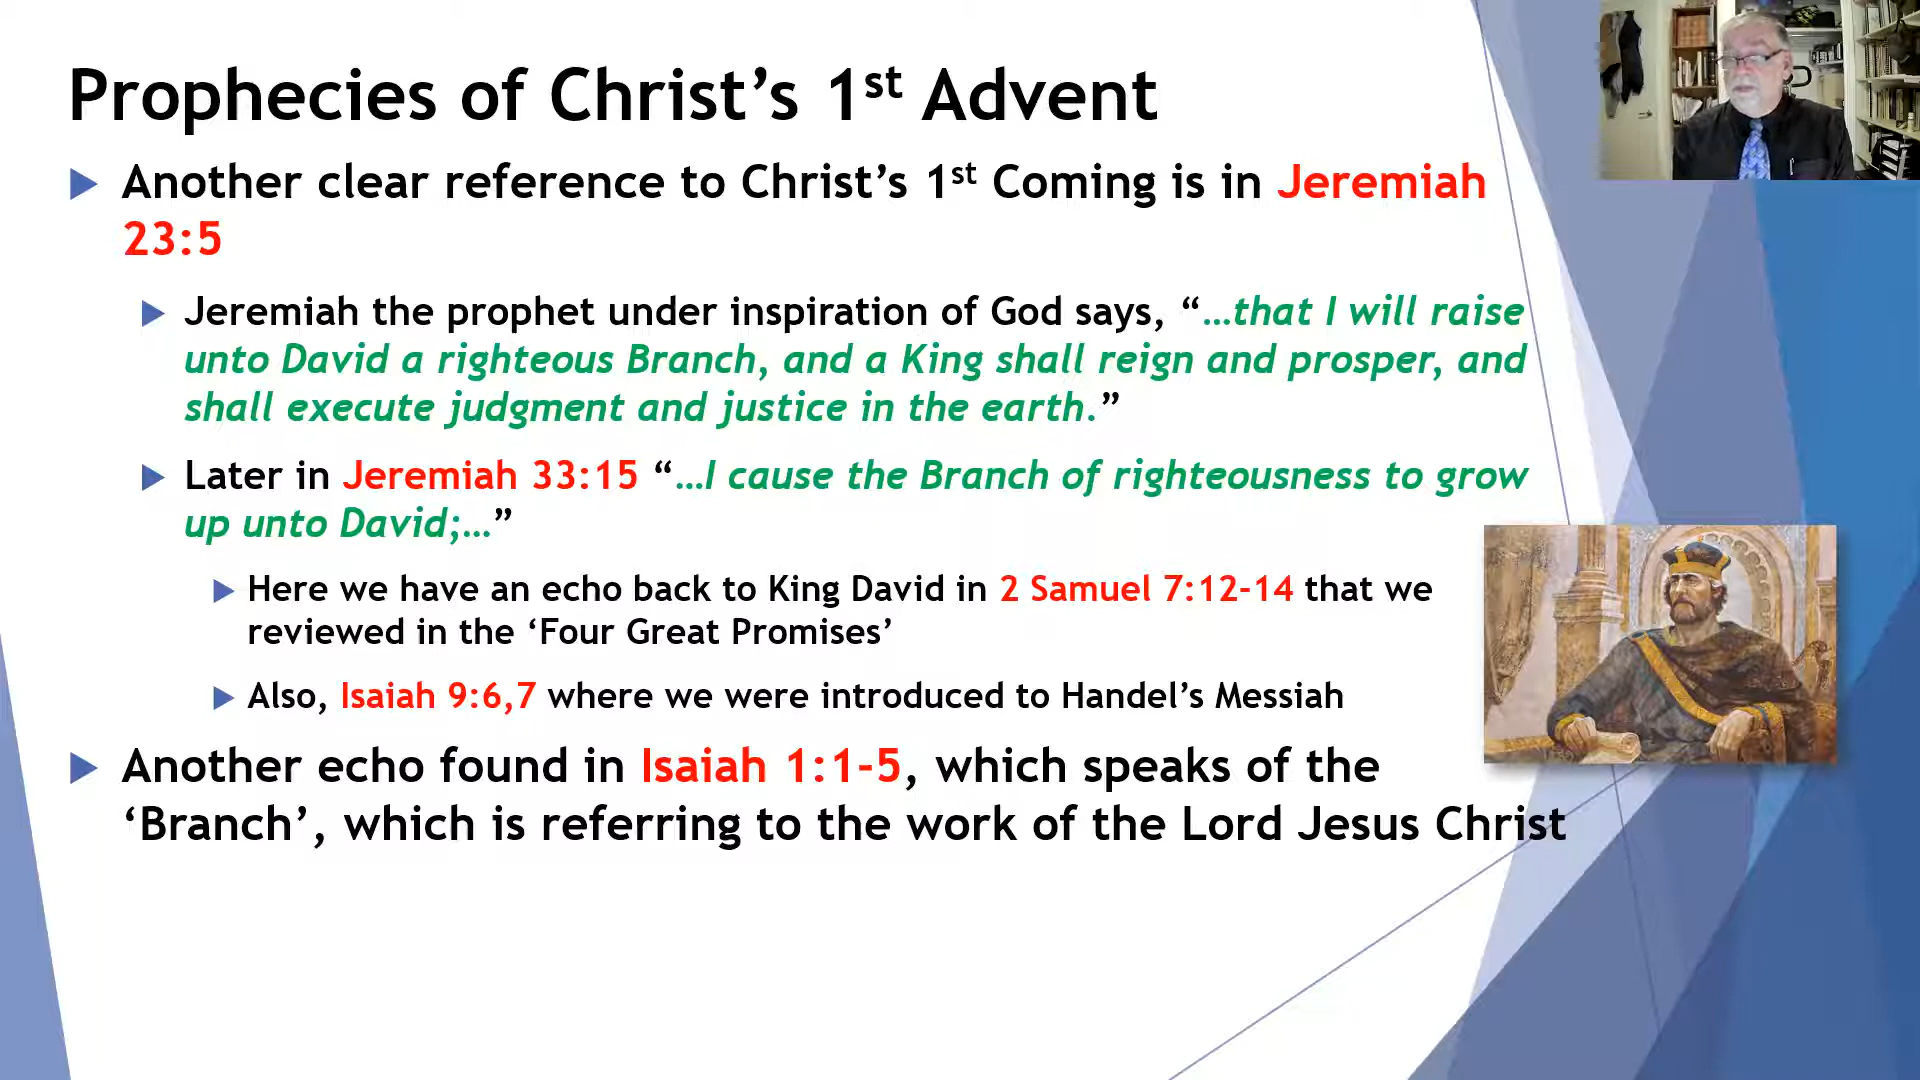 Prophecies of Christ’s 1st Advent
Another clear reference to Christ’s 1st Coming is in Jeremiah
23:5
Jeremiah the prophet under inspiration of God says, “…that I will raise
unto David a righteous Branch, and a King shall reign and prosper, and
shall execute judgment and justice in the earth.”
Later in Jeremiah 33:15 “…I cause the Branch of righteousness to grow
up unto David;…”
Here we have an echo back to King David in 2 Samuel 7:12-14 that we
reviewed in the ‘Four Great Promises’
Also, Isaiah 9:6,7 where we were introduced to Handel’s Messiah
Another echo found in Isaiah 1:1-5, which speaks of the
‘Branch’, which is referring to the work of the Lord Jesus Christ